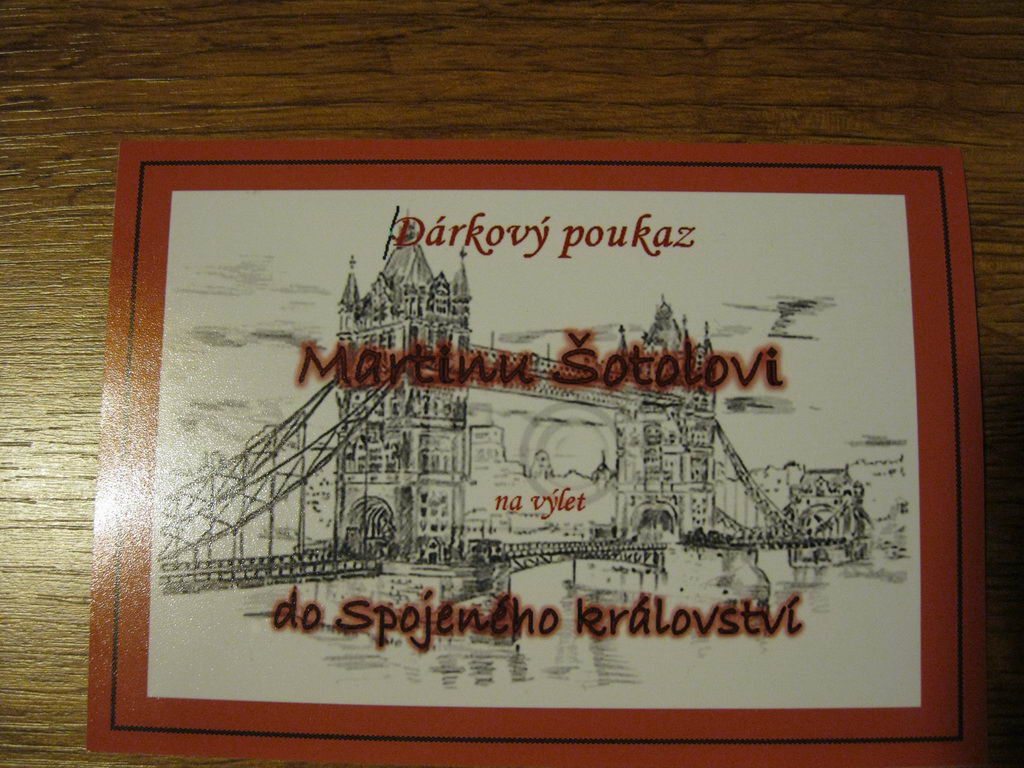 Dárkový poukaz
Martinu Šotolovi
na výlet
do Spojeného království